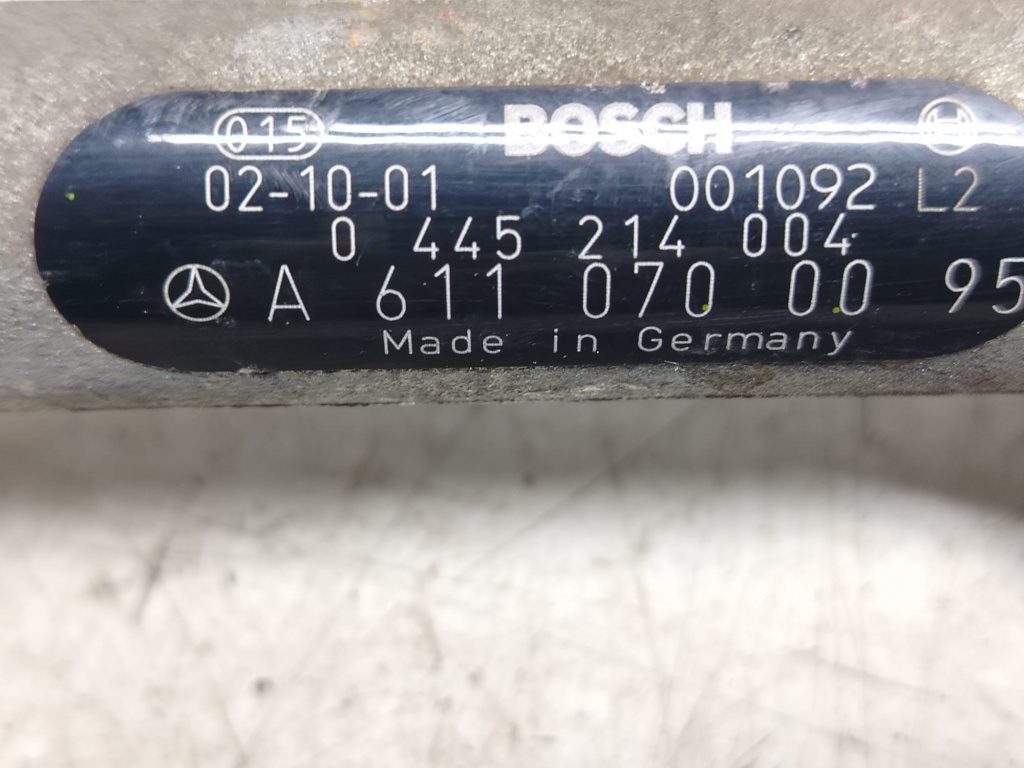 015 BOSCH
02-10-01 001092 L2
0 445 214 004
A 611 070 00 95
Made in Germany